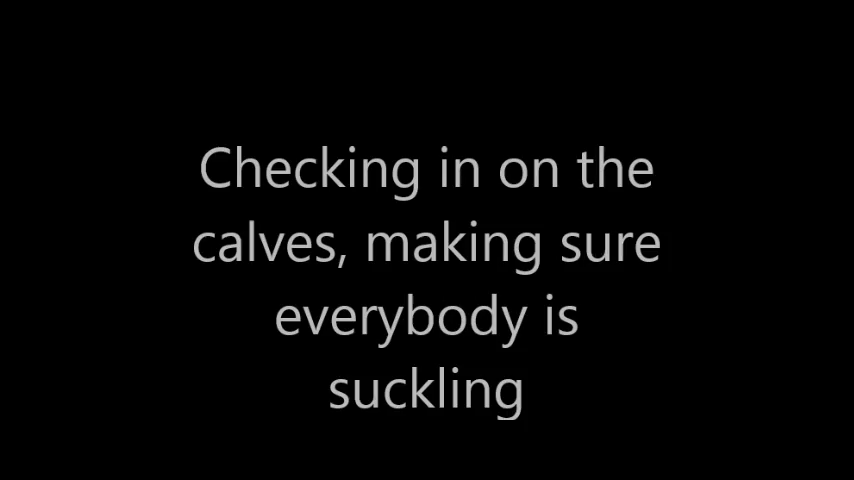 Checking in on the
calves, making sure
everybody is
suckling